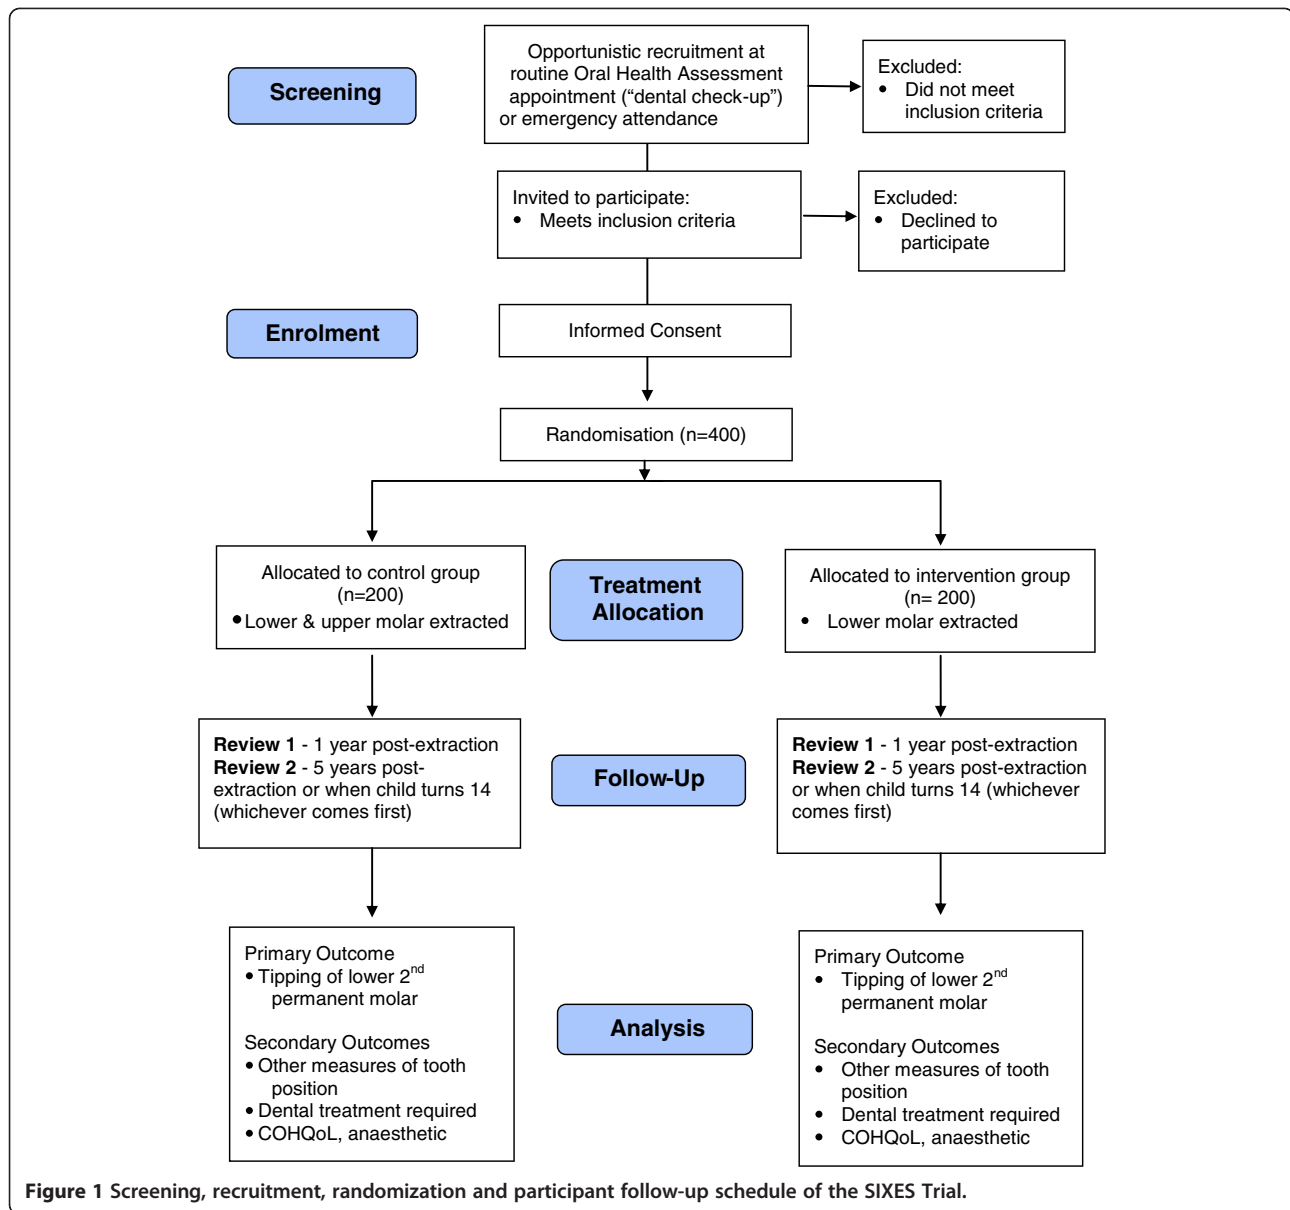 Screening
Opportunistic recruitment at
routine Oral Health Assessment
appointment (“dental check-up”)
or emergency attendance
Excluded:
• Did not meet
inclusion criteria
Invited to participate:
• Meets inclusion criteria
Excluded:
• Declined to
participate
Enrolment
Informed Consent
Randomisation (n=400)
Allocated to control group
(n=200)
• Lower & upper molar extracted
Treatment
Allocation
Allocated to intervention group
(n= 200)
• Lower molar extracted
Review 1 - 1 year post-extraction
Review 2 - 5 years post-
extraction or when child turns 14
(whichever comes first)
Follow-Up
Review 1 - 1 year post-extraction
Review 2 - 5 years post-extraction
or when child turns 14 (whichever
comes first)
Primary Outcome
• Tipping of lower 2nd
permanent molar
Secondary Outcomes
• Other measures of tooth
position
• Dental treatment required
• COHQoL, anaesthetic
Analysis
Primary Outcome
• Tipping of lower 2nd
permanent molar
Secondary Outcomes
• Other measures of tooth
position
• Dental treatment required
• COHQoL, anaesthetic
Figure 1 Screening, recruitment, randomization and participant follow-up schedule of the SIXES Trial.